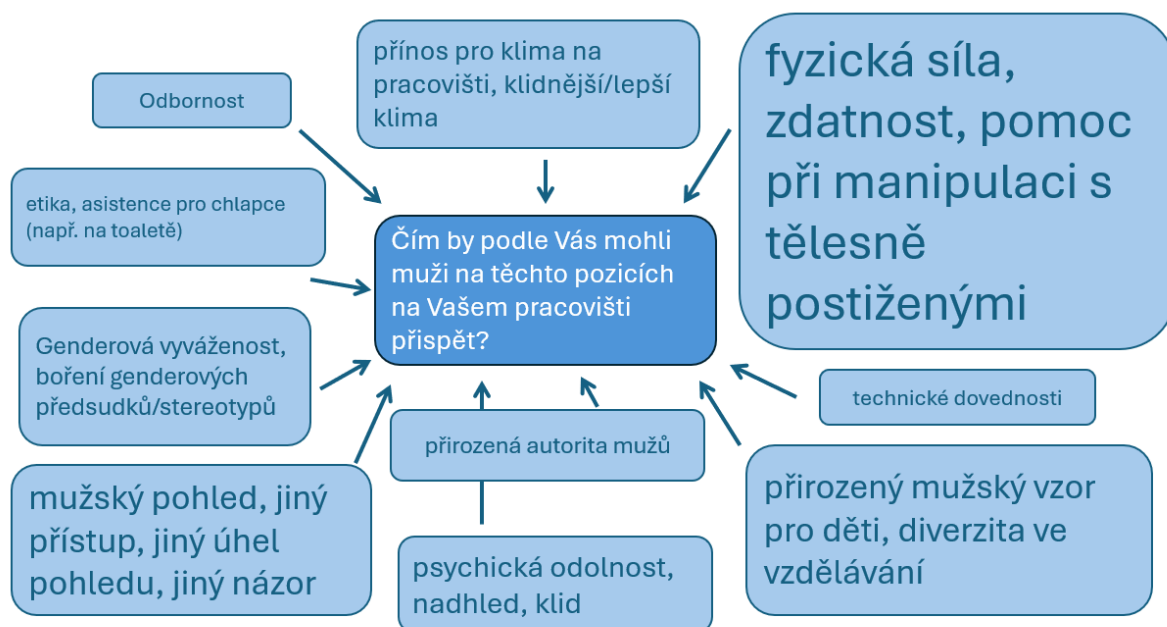 přínos pro klima na
pracovišti, klidnější/lepší
klima
fyzická síla,
zdatnost, pomoc
při manipulaci s
tělesně
postiženými
Odbornost
etika, asistence pro chlapce
(např. na toaletě)
Čím by podle Vás mohli
muži na těchto pozicích
na Vašem pracovišti
přispět?
Genderová vyváženost,
boření genderových
předsudků/stereotypů
technické dovednosti
přirozená autorita mužů
mužský pohled, jiný
přístup, jiný úhel
pohledu, jiný názor
psychická odolnost,
nadhled, klid
přirozený mužský vzor
pro děti, diverzita ve
vzdělávání